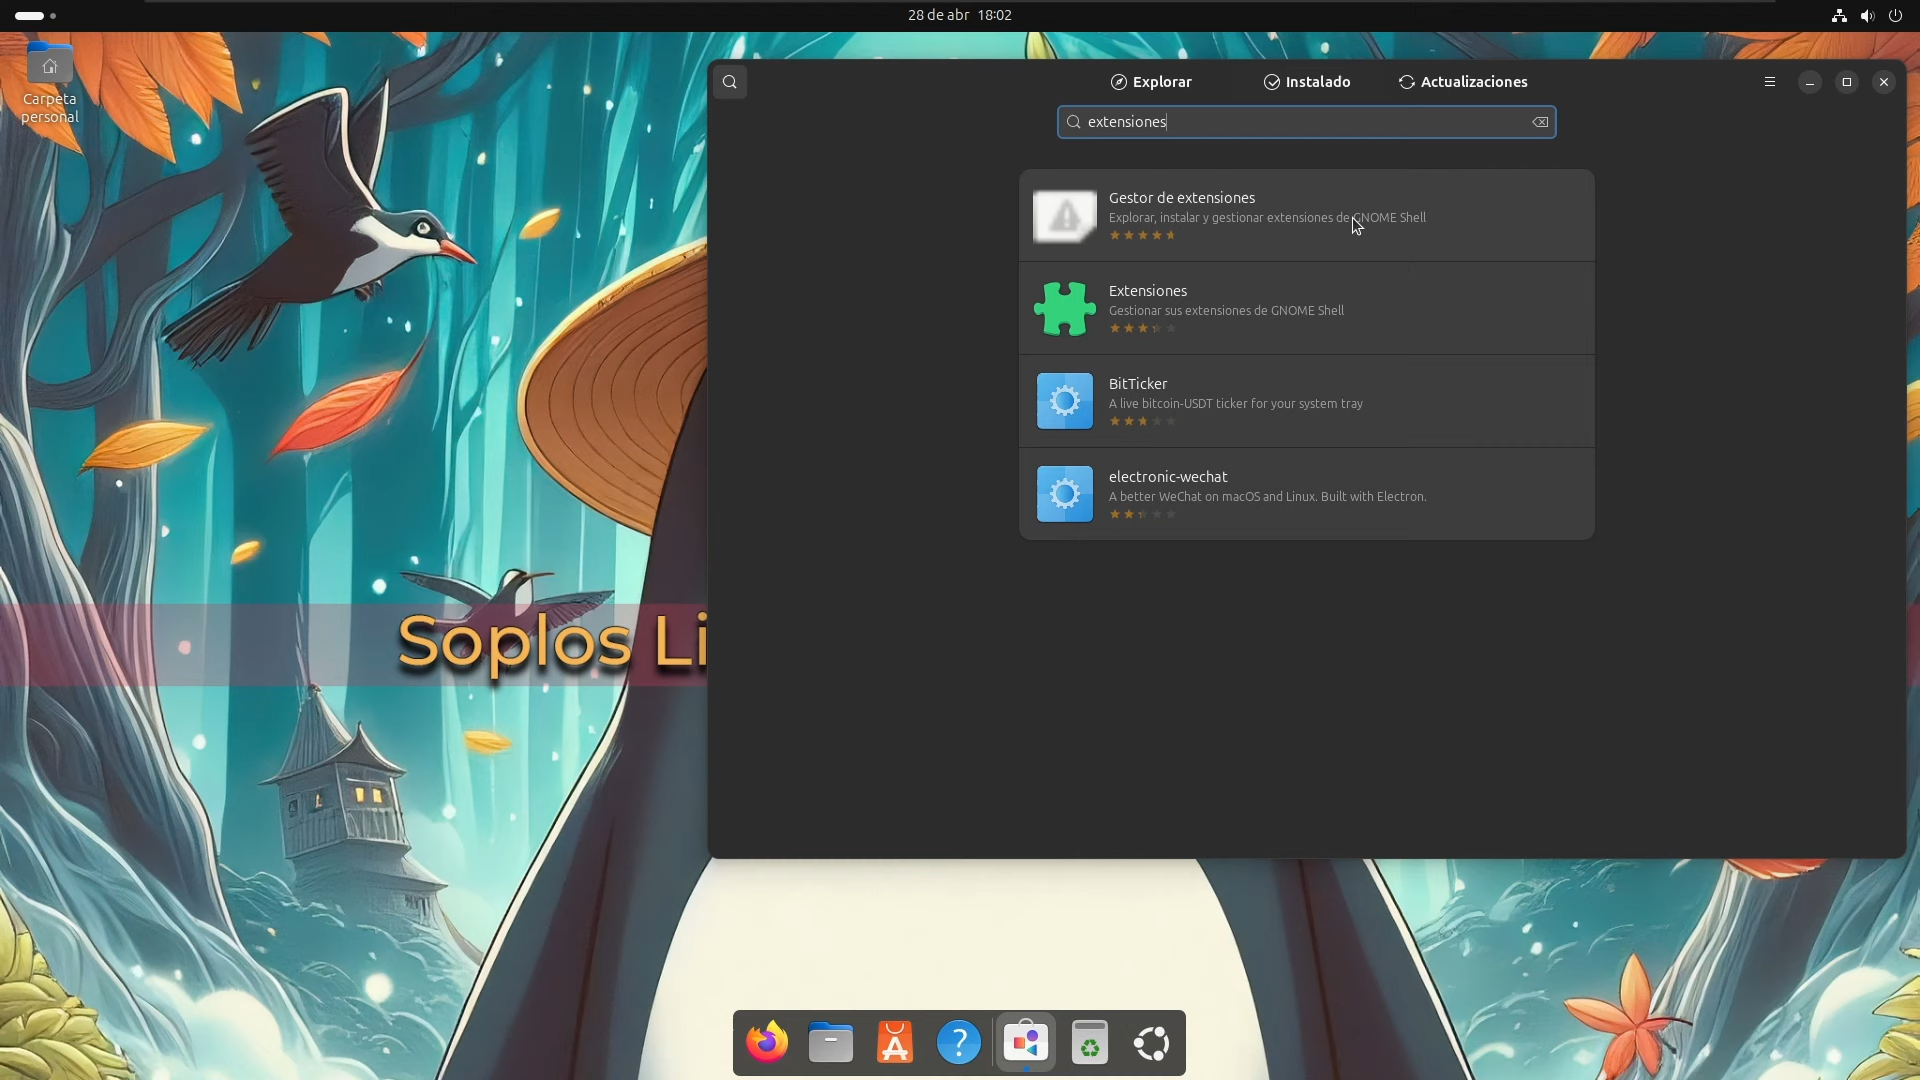 28 de abr 18:02
Carpeta
personal
Explorar
Instalado
Actualizaciones
extensiones
Gestor de extensiones
Explorar, instalar y gestionar extensiones de GNOME Shell
Extensiones
Gestionar sus extensiones de GNOME Shell
BitTicker
A live bitcoin-USDT ticker for your system tray
electronic-wechat
A better WeChat on macOS and Linux. Built with Electron.
Soplos Li